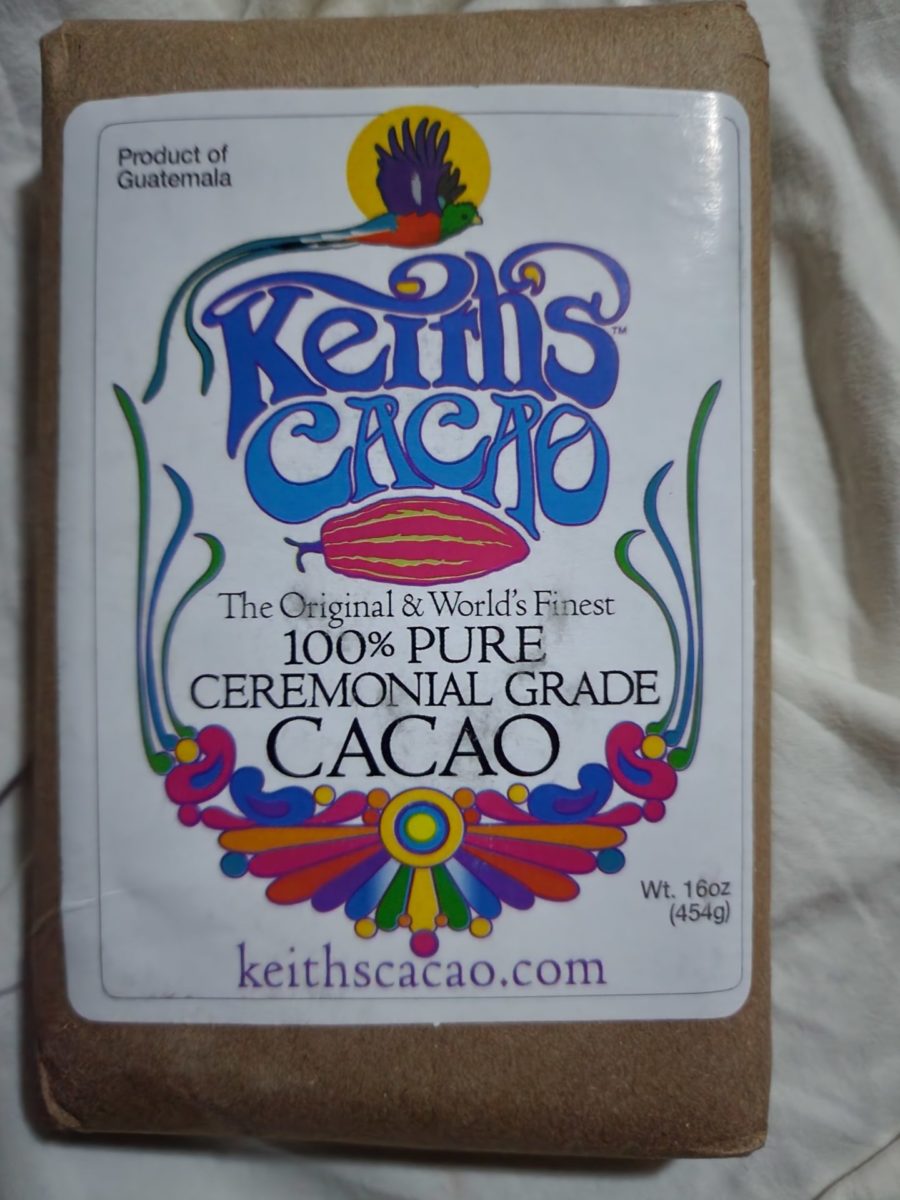 Product of
Guatemala
Keith's™
CACAO
The Original & World's Finest
100% PURE
CEREMONIAL GRADE
CACAO
Wt. 16oz
(454g)
keithscacao.com